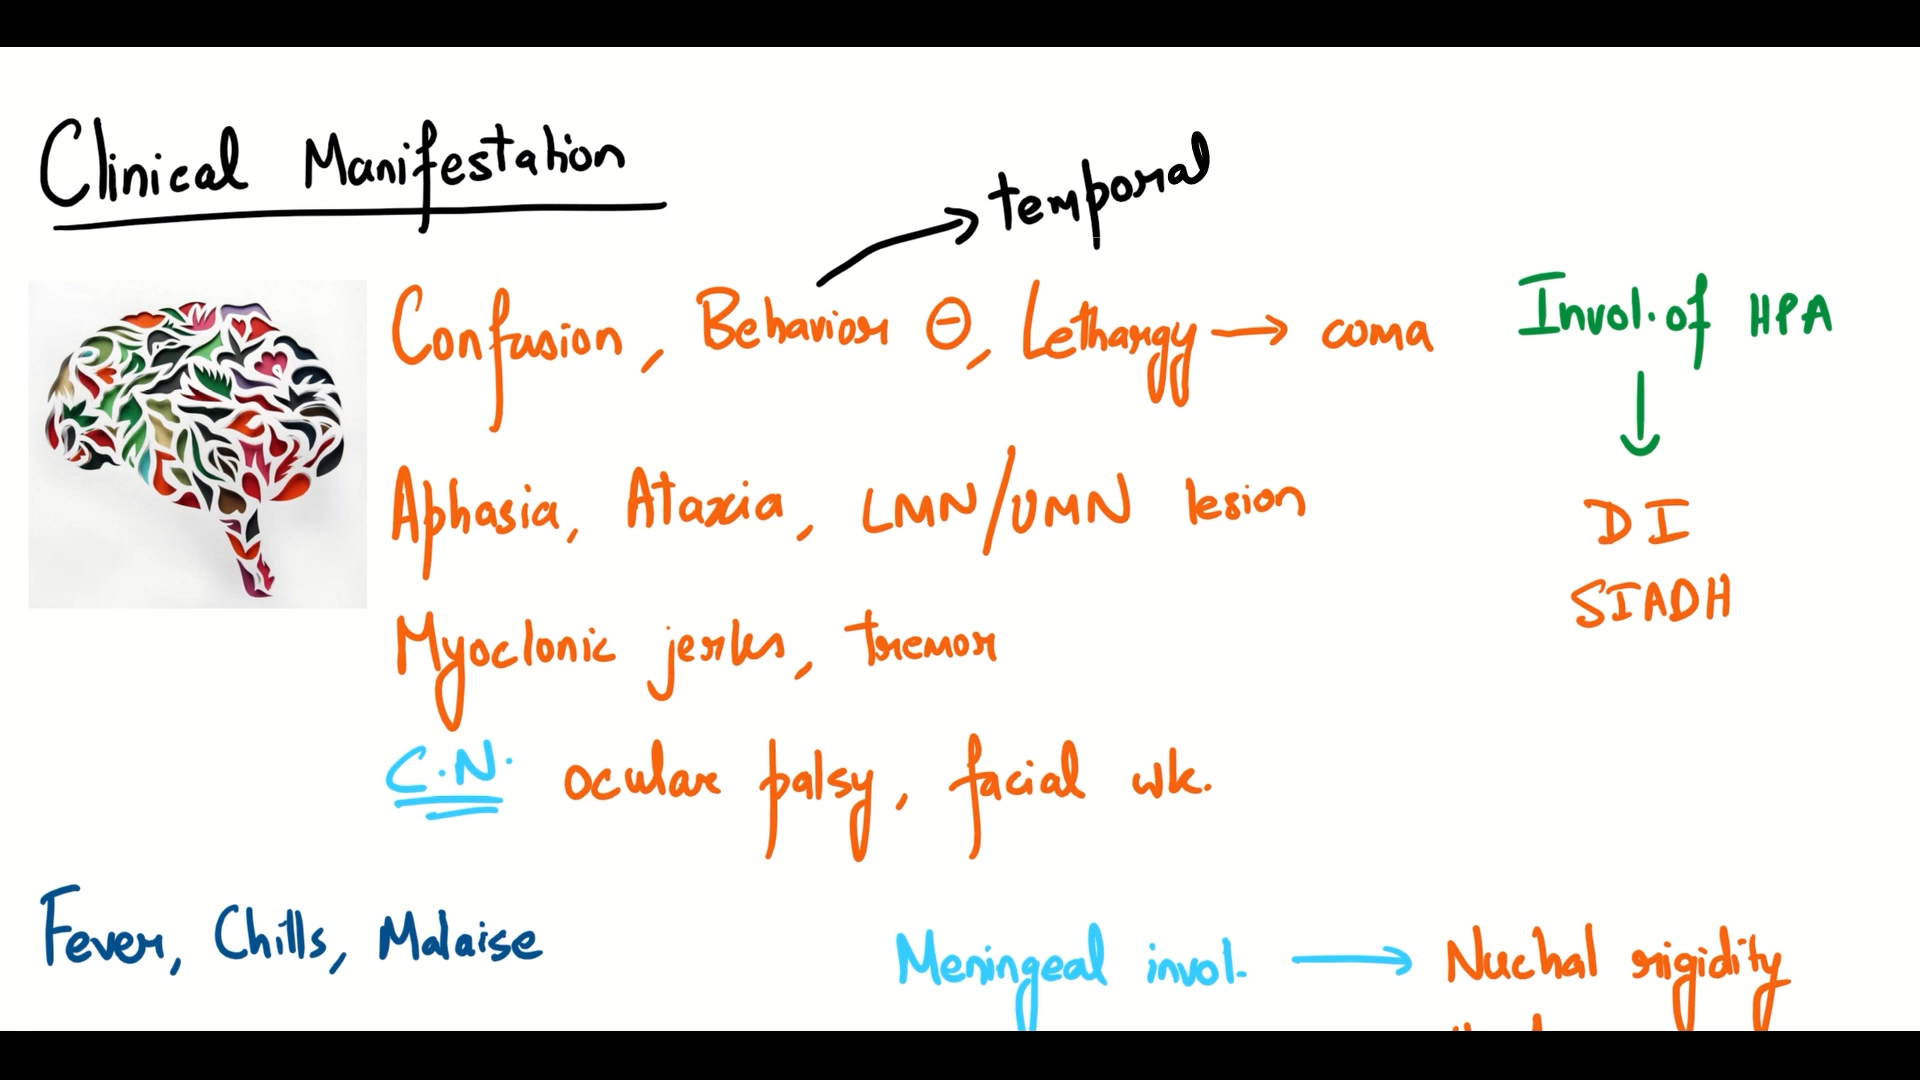 Clinical Manifestation
temporal
Confusion, Behavior ⊖, Lethargy → coma
Aphasia, Ataxia, LMN/UMN lesion
Myoclonic jerks, tremor
C.N. ocular palsy, facial wk.
Invol. of HPA
↓
DI
SIADH
Fever, Chills, Malaise
Meningeal invol. → Nuchal rigidity